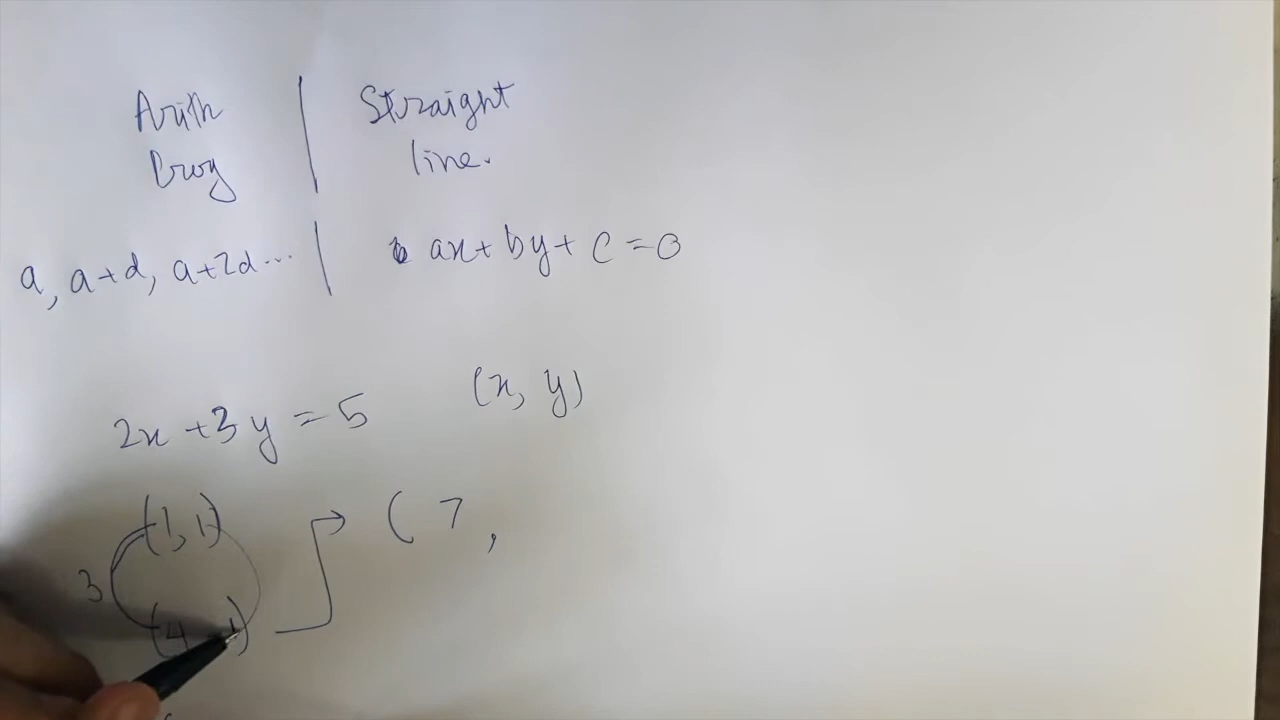 Arith | Straight
Prog line.
a, a+d, a+2d... | ax+by+c=0
2x+3y=5 (x, y)
(1, 1) → ( 7 ,
3
(4